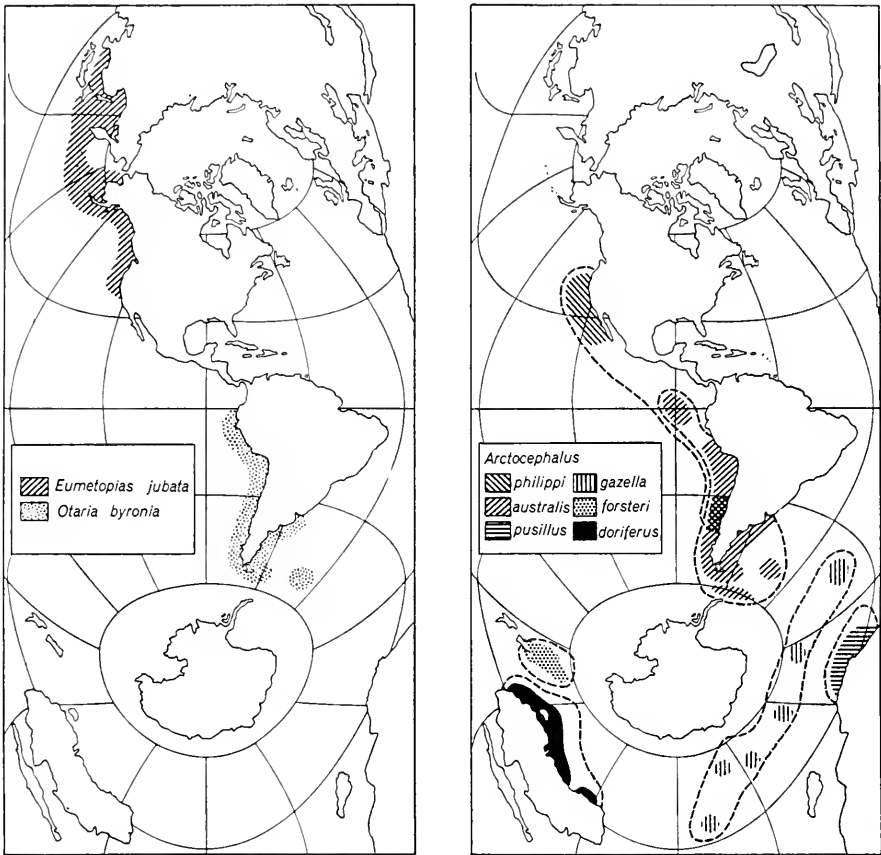 Eumetopias jubata
Otaria byronia
Arctocephalus
philippi gazella
australis forsteri
pusillus doriferus